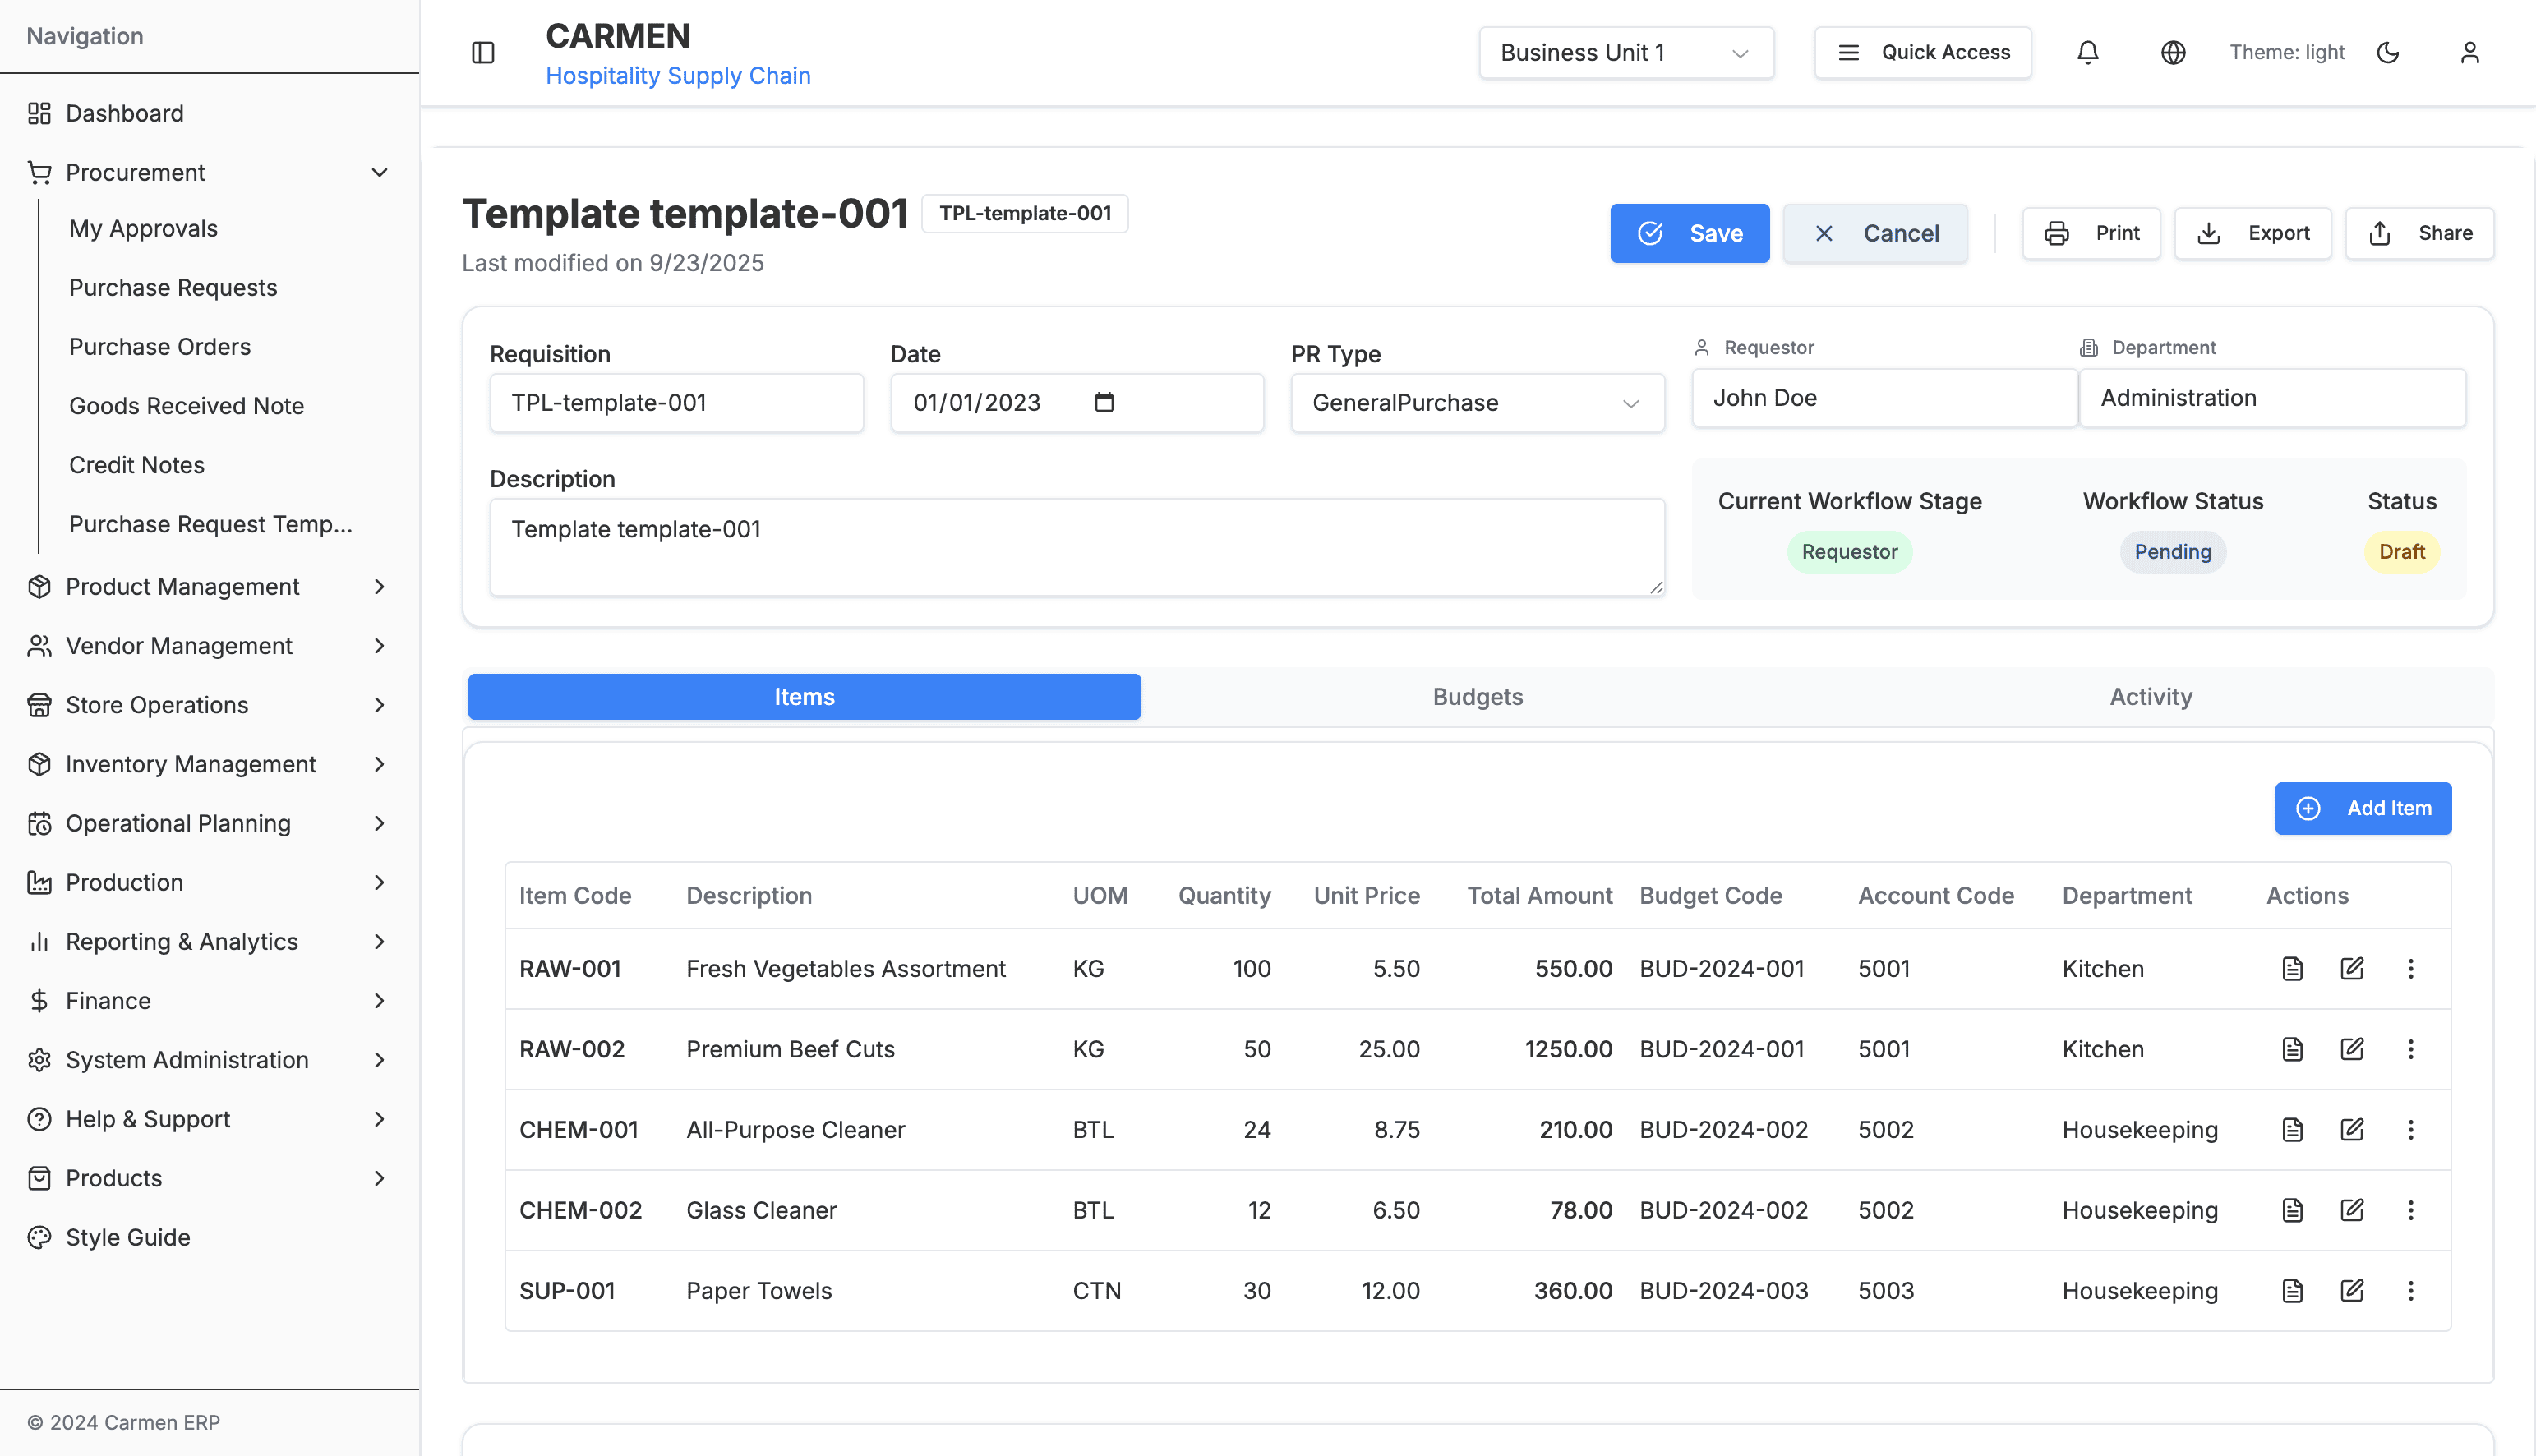 Navigation
Dashboard
Procurement
My Approvals
Purchase Requests
Purchase Orders
Goods Received Note
Credit Notes
Purchase Request Temp...
Product Management
Vendor Management
Store Operations
Inventory Management
Operational Planning
Production
Reporting & Analytics
Finance
System Administration
Help & Support
Products
Style Guide
© 2024 Carmen ERP
CARMEN
Hospitality Supply Chain
Business Unit 1
Quick Access
Theme: light
Template template-001 TPL-template-001
Last modified on 9/23/2025
Save Cancel Print Export Share
Requisition Date PR Type Requestor Department
TPL-template-001 01/01/2023 GeneralPurchase John Doe Administration
Description
Template template-001
Current Workflow Stage Workflow Status Status
Requestor Pending Draft
Items Budgets Activity
Add Item
Item Code Description UOM Quantity Unit Price Total Amount Budget Code Account Code Department Actions
RAW-001 Fresh Vegetables Assortment KG 100 5.50 550.00 BUD-2024-001 5001 Kitchen
RAW-002 Premium Beef Cuts KG 50 25.00 1250.00 BUD-2024-001 5001 Kitchen
CHEM-001 All-Purpose Cleaner BTL 24 8.75 210.00 BUD-2024-002 5002 Housekeeping
CHEM-002 Glass Cleaner BTL 12 6.50 78.00 BUD-2024-002 5002 Housekeeping
SUP-001 Paper Towels CTN 30 12.00 360.00 BUD-2024-003 5003 Housekeeping